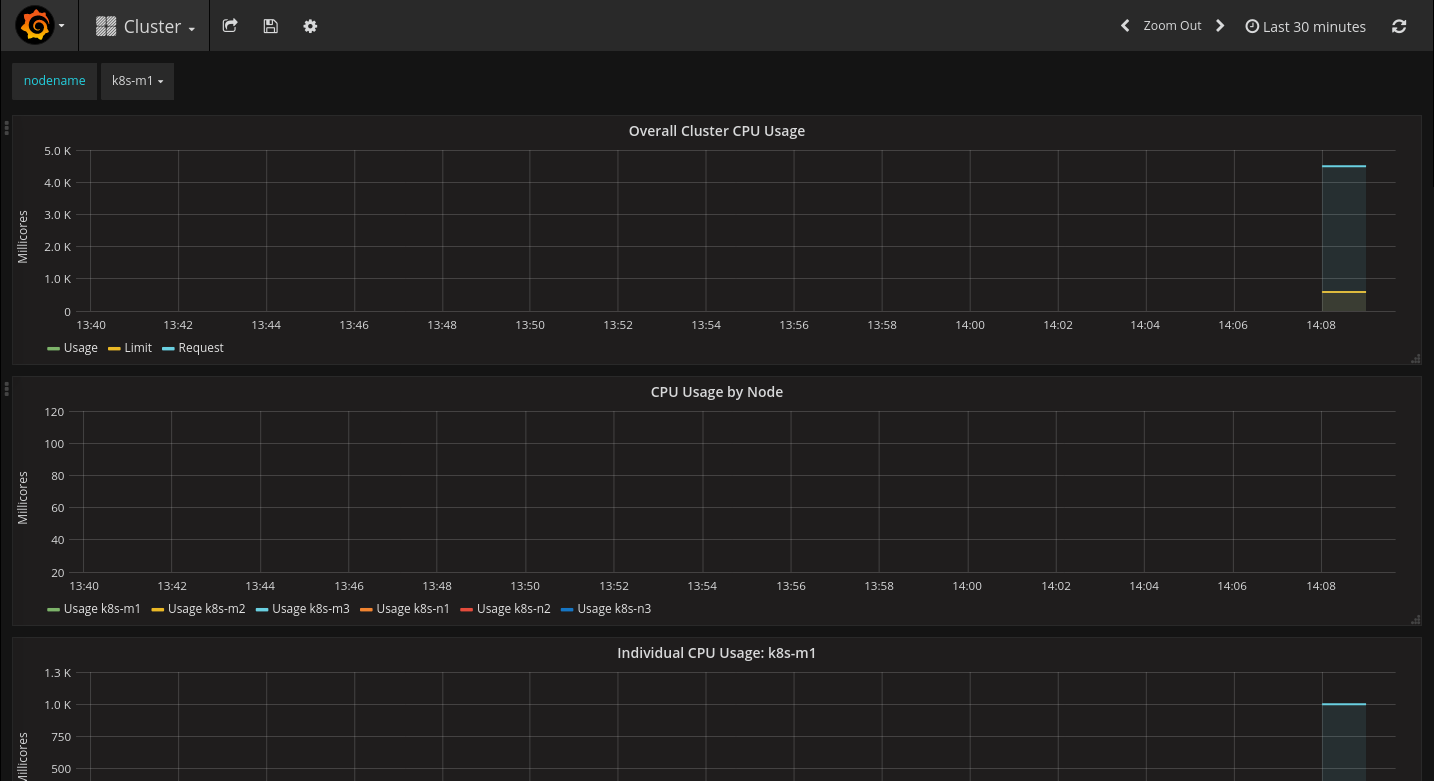 Cluster
Zoom Out
Last 30 minutes
nodename k8s-m1
Overall Cluster CPU Usage
Millicores
5.0 K
4.0 K
3.0 K
2.0 K
1.0 K
0
13:40 13:42 13:44 13:46 13:48 13:50 13:52 13:54 13:56 13:58 14:00 14:02 14:04 14:06 14:08
Usage Limit Request
CPU Usage by Node
Millicores
120
100
80
60
40
20
13:40 13:42 13:44 13:46 13:48 13:50 13:52 13:54 13:56 13:58 14:00 14:02 14:04 14:06 14:08
Usage k8s-m1 Usage k8s-m2 Usage k8s-m3 Usage k8s-n1 Usage k8s-n2 Usage k8s-n3
Individual CPU Usage: k8s-m1
Millicores
1.3 K
1.0 K
750
500